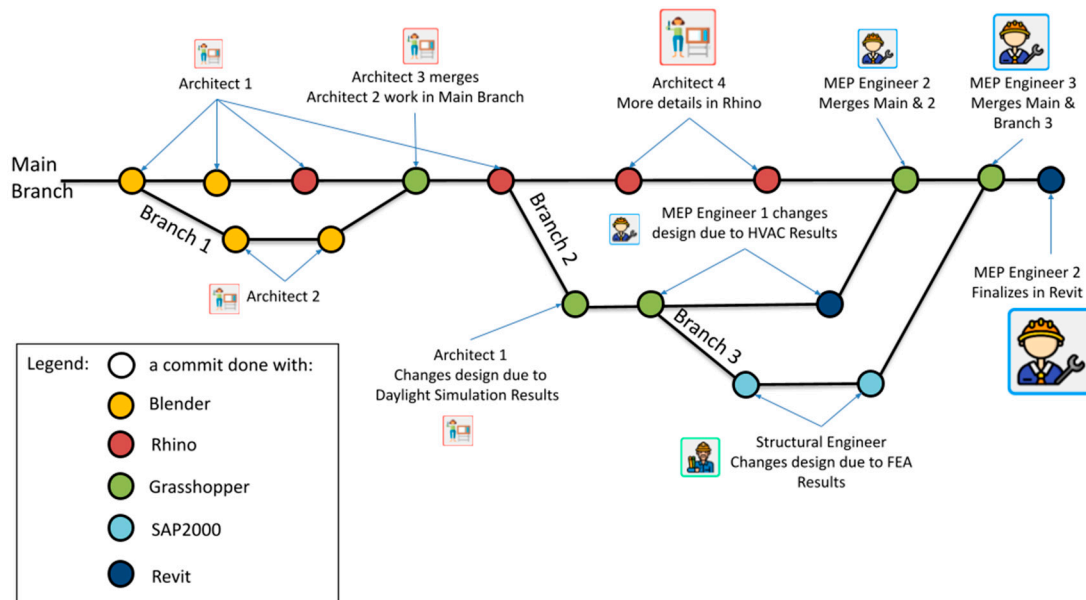 Architect 1
Architect 3 merges
Architect 2 work in Main Branch
Architect 4
More details in Rhino
MEP Engineer 2
Merges Main & 2
MEP Engineer 3
Merges Main &
Branch 3
Main
Branch
Branch 1
Architect 2
Branch 2
MEP Engineer 1 changes
design due to HVAC Results
MEP Engineer 2
Finalizes in Revit
Branch 3
Architect 1
Changes design due to
Daylight Simulation Results
Structural Engineer
Changes design due to FEA
Results
Legend: a commit done with:
Blender
Rhino
Grasshopper
SAP2000
Revit